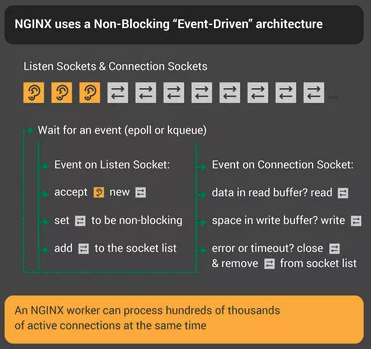 NGINX uses a Non-Blocking “Event-Driven” architecture
Listen Sockets & Connection Sockets
...
Wait for an event (epoll or kqueue)
Event on Listen Socket:
accept new
set to be non-blocking
add to the socket list
Event on Connection Socket:
data in read buffer? read
space in write buffer? write
error or timeout? close
& remove from socket list
An NGINX worker can process hundreds of thousands
of active connections at the same time